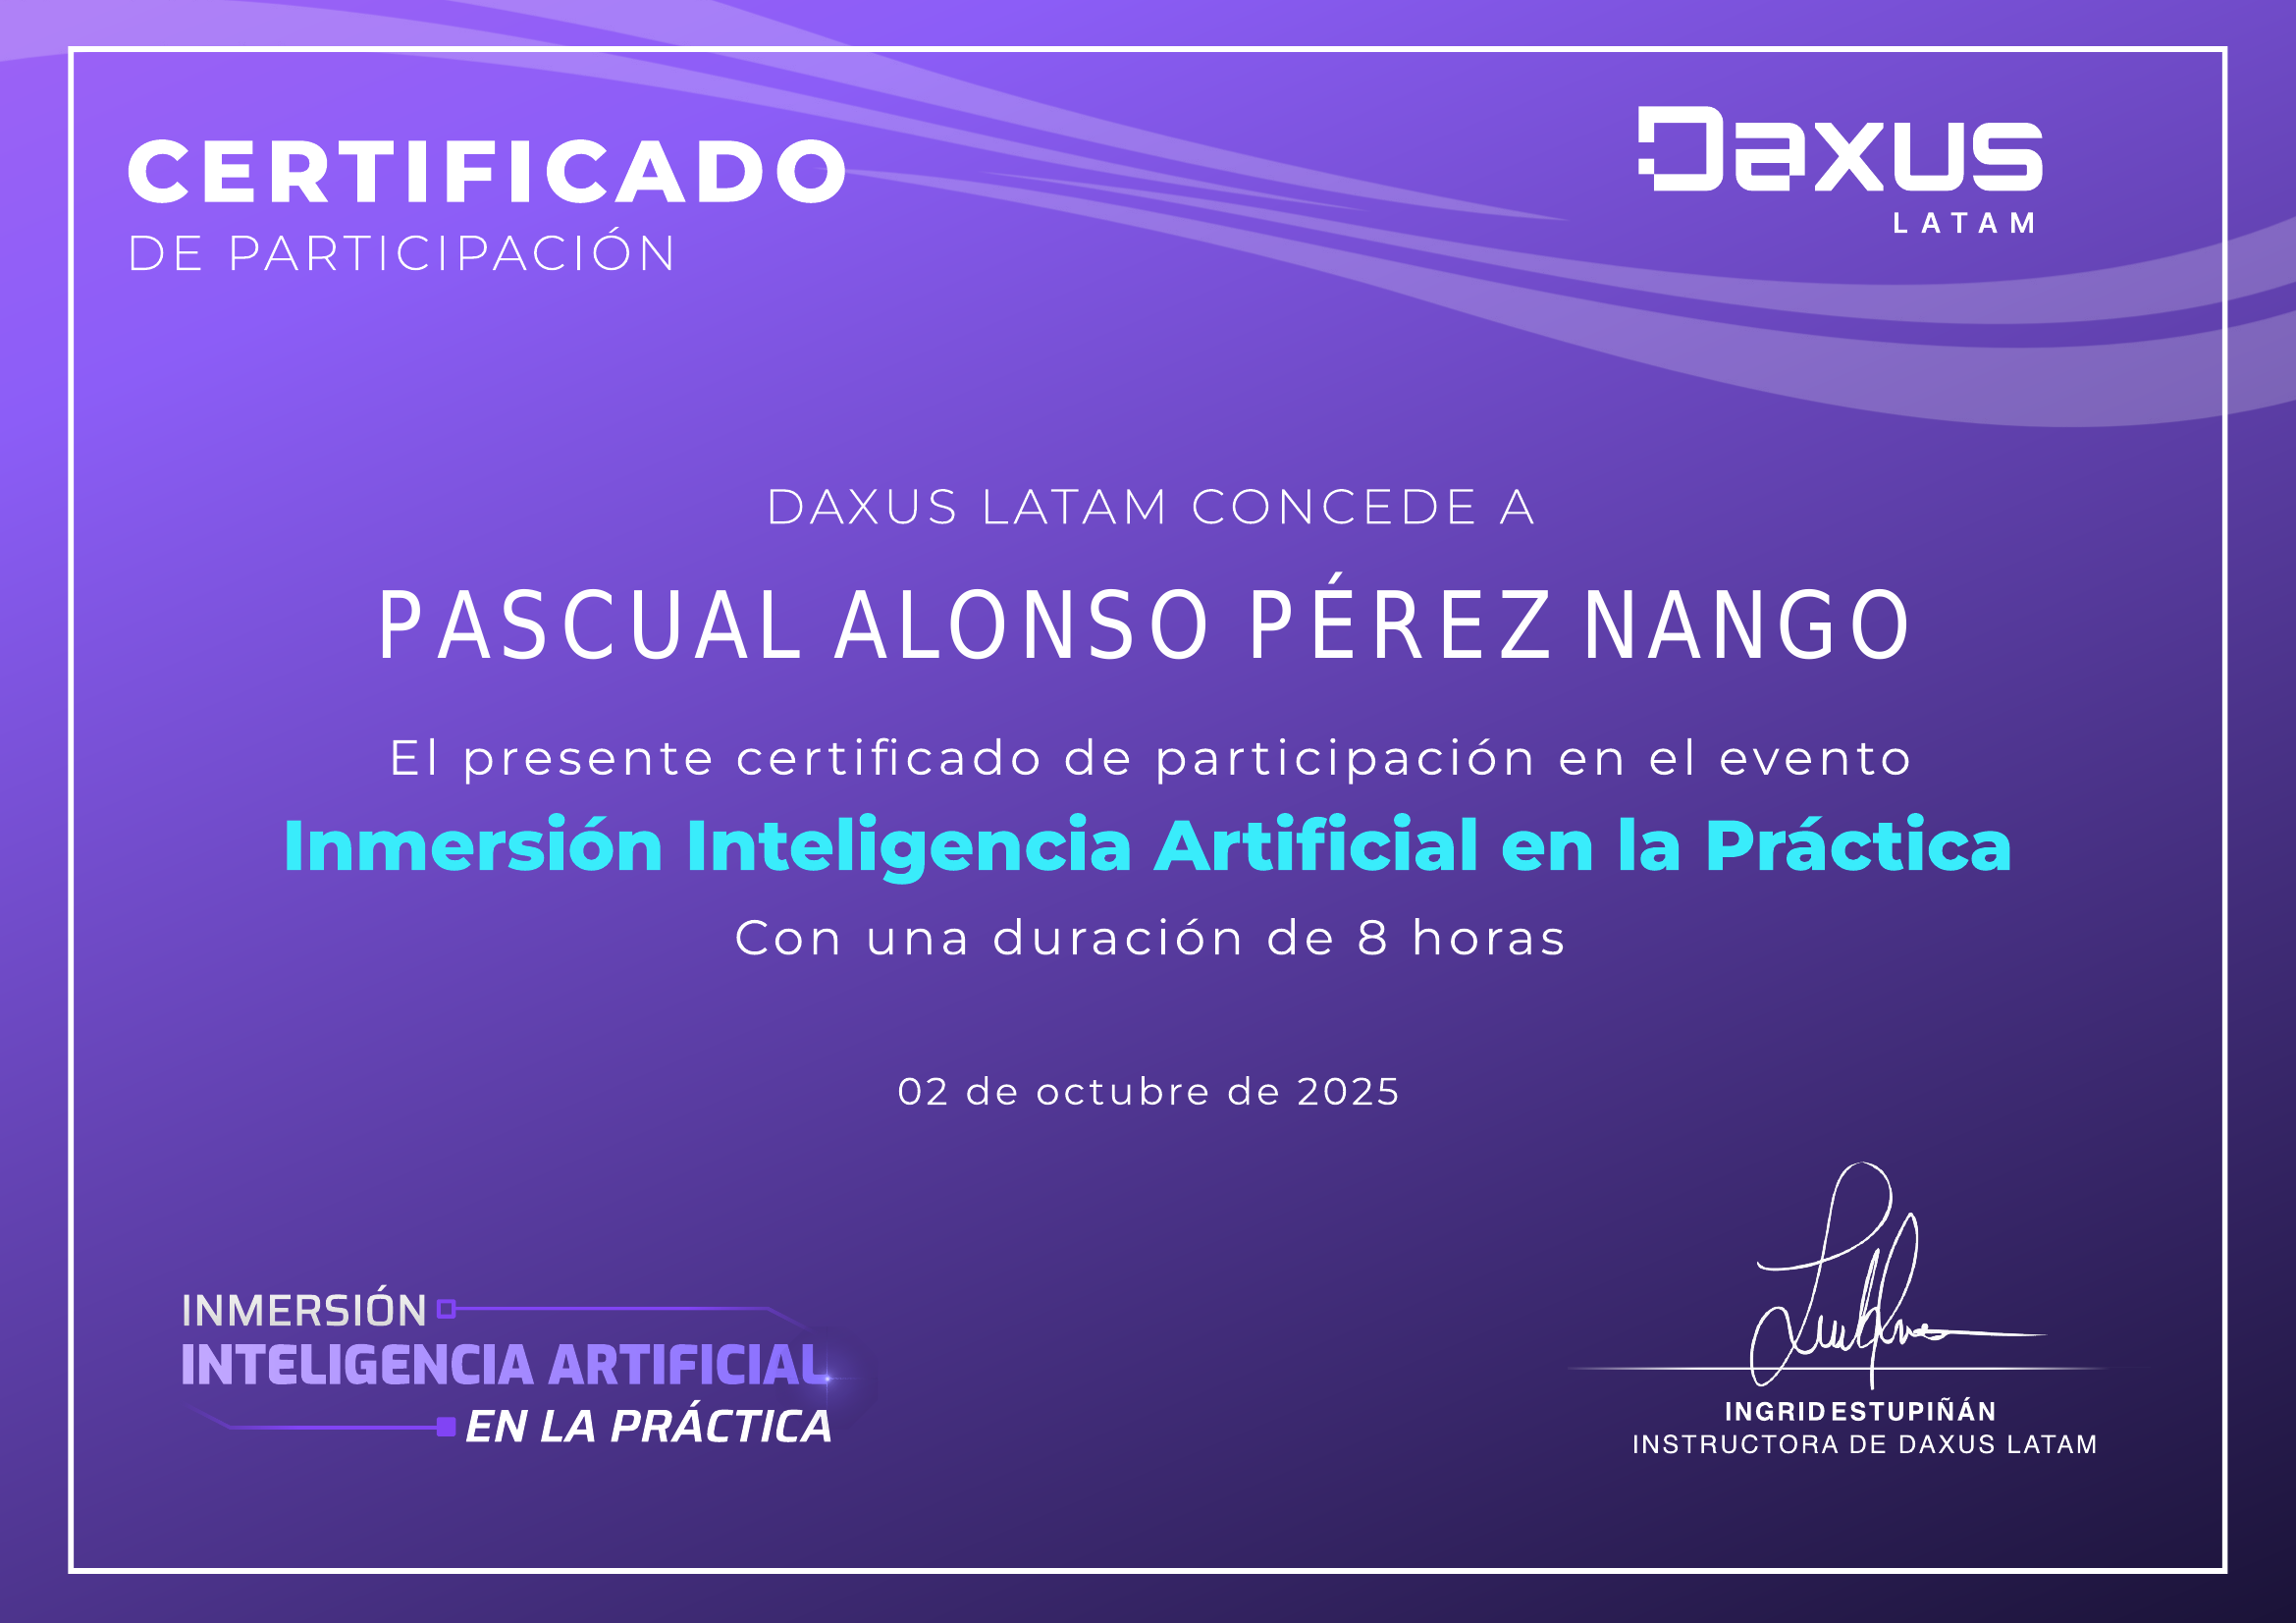 CERTIFICADO
DE PARTICIPACIÓN
Daxus
LATAM
DAXUS LATAM CONCEDE A
PASCUAL ALONSO PÉREZ NANGO
El presente certificado de participación en el evento
Inmersión Inteligencia Artificial en la Práctica
Con una duración de 8 horas
02 de octubre de 2025
INMERSIÓN
INTELIGENCIA ARTIFICIAL
EN LA PRÁCTICA
INGRID ESTUPIÑÁN
INSTRUCTORA DE DAXUS LATAM